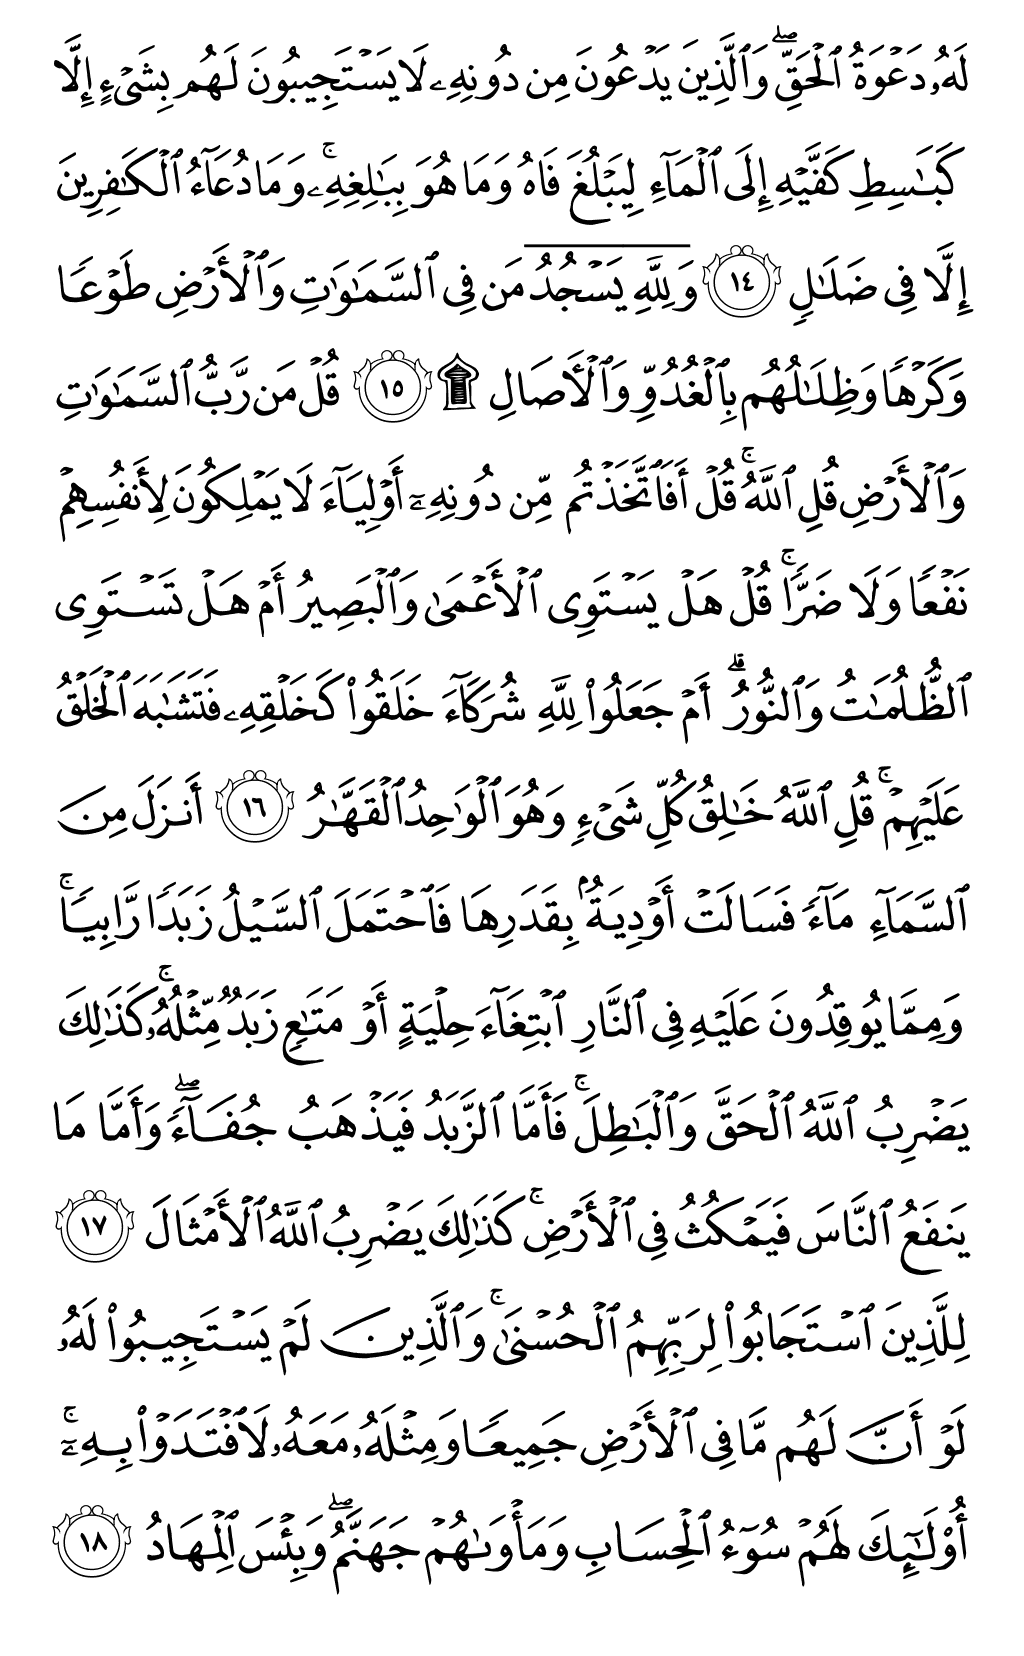 لَهُۥ دَعۡوَةُ ٱلۡحَقِّۖ وَٱلَّذِينَ يَدۡعُونَ مِن دُونِهِۦ لَا يَسۡتَجِيبُونَ لَهُم بِشَيۡءٍ إِلَّا
كَبَٰسِطِ كَفَّيۡهِ إِلَى ٱلۡمَآءِ لِيَبۡلُغَ فَاهُ وَمَا هُوَ بِبَٰلِغِهِۦۚ وَمَا دُعَآءُ ٱلۡكَٰفِرِينَ
إِلَّا فِي ضَلَٰلٖ ١٤ وَلِلَّهِۤ يَسۡجُدُۤ مَن فِي ٱلسَّمَٰوَٰتِ وَٱلۡأَرۡضِ طَوۡعٗا
وَكَرۡهٗا وَظِلَٰلُهُم بِٱلۡغُدُوِّ وَٱلۡأٓصَالِ ۩ ١٥ قُلۡ مَن رَّبُّ ٱلسَّمَٰوَٰتِ
وَٱلۡأَرۡضِ قُلِ ٱللَّهُۚ قُلۡ أَفَٱتَّخَذۡتُم مِّن دُونِهِۦٓ أَوۡلِيَآءَ لَا يَمۡلِكُونَ لِأَنفُسِهِمۡ
نَفۡعٗا وَلَا ضَرّٗاۚ قُلۡ هَلۡ يَسۡتَوِي ٱلۡأَعۡمَىٰ وَٱلۡبَصِيرُ أَمۡ هَلۡ تَسۡتَوِي
ٱلظُّلُمَٰتُ وَٱلنُّورُۗ أَمۡ جَعَلُواْ لِلَّهِ شُرَكَآءَ خَلَقُواْ كَخَلۡقِهِۦ فَتَشَٰبَهَ ٱلۡخَلۡقُ
عَلَيۡهِمۡۚ قُلِ ٱللَّهُ خَٰلِقُ كُلِّ شَيۡءٖ وَهُوَ ٱلۡوَٰحِدُ ٱلۡقَهَّٰرُ ١٦ أَنزَلَ مِنَ
ٱلسَّمَآءِ مَآءٗ فَسَالَتۡ أَوۡدِيَةُۢ بِقَدَرِهَا فَٱحۡتَمَلَ ٱلسَّيۡلُ زَبَدٗا رَّابِيٗاۚ
وَمِمَّا يُوقِدُونَ عَلَيۡهِ فِي ٱلنَّارِ ٱبۡتِغَآءَ حِلۡيَةٍ أَوۡ مَتَٰعٖ زَبَدٞ مِّثۡلُهُۥۚ كَذَٰلِكَ
يَضۡرِبُ ٱللَّهُ ٱلۡحَقَّ وَٱلۡبَٰطِلَۚ فَأَمَّا ٱلزَّبَدُ فَيَذۡهَبُ جُفَآءٗۖ وَأَمَّا مَا
يَنفَعُ ٱلنَّاسَ فَيَمۡكُثُ فِي ٱلۡأَرۡضِۚ كَذَٰلِكَ يَضۡرِبُ ٱللَّهُ ٱلۡأَمۡثَالَ ١٧
لِلَّذِينَ ٱسۡتَجَابُواْ لِرَبِّهِمُ ٱلۡحُسۡنَىٰۚ وَٱلَّذِينَ لَمۡ يَسۡتَجِيبُواْ لَهُۥ
لَوۡ أَنَّ لَهُم مَّا فِي ٱلۡأَرۡضِ جَمِيعٗا وَمِثۡلَهُۥ مَعَهُۥ لَٱفۡتَدَوۡاْ بِهِۦٓۚ
أُوْلَٰٓئِكَ لَهُمۡ سُوٓءُ ٱلۡحِسَابِ وَمَأۡوَىٰهُمۡ جَهَنَّمُۖ وَبِئۡسَ ٱلۡمِهَادُ ١٨